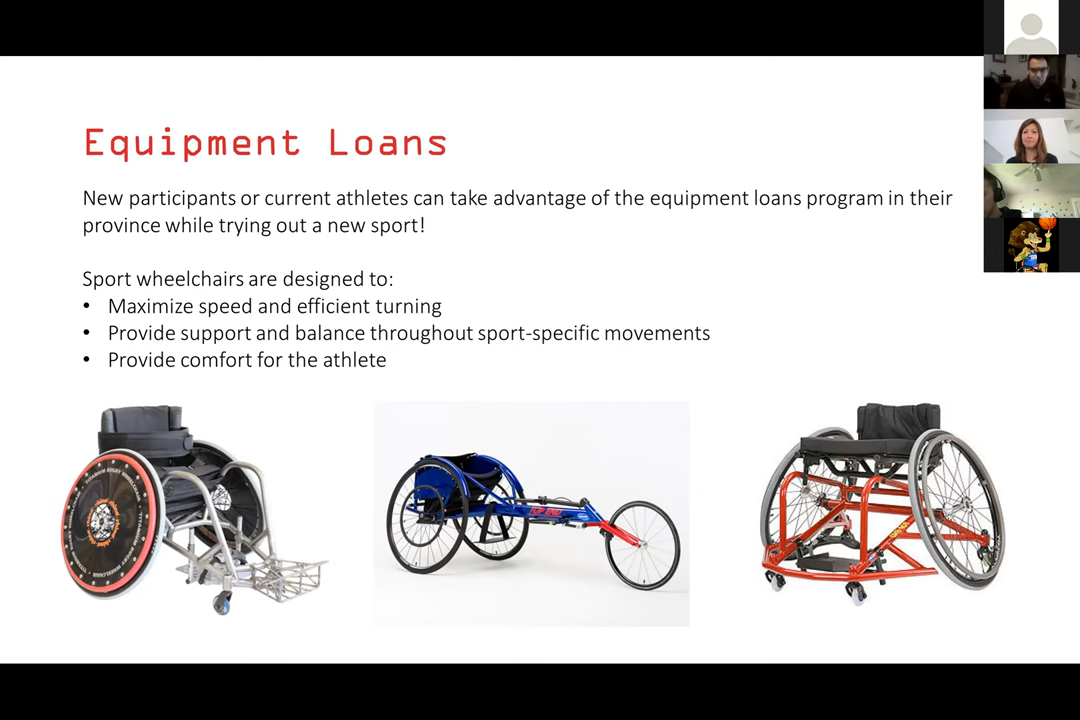 Equipment Loans
New participants or current athletes can take advantage of the equipment loans program in their
province while trying out a new sport!
Sport wheelchairs are designed to:
• Maximize speed and efficient turning
• Provide support and balance throughout sport-specific movements
• Provide comfort for the athlete
TOP END